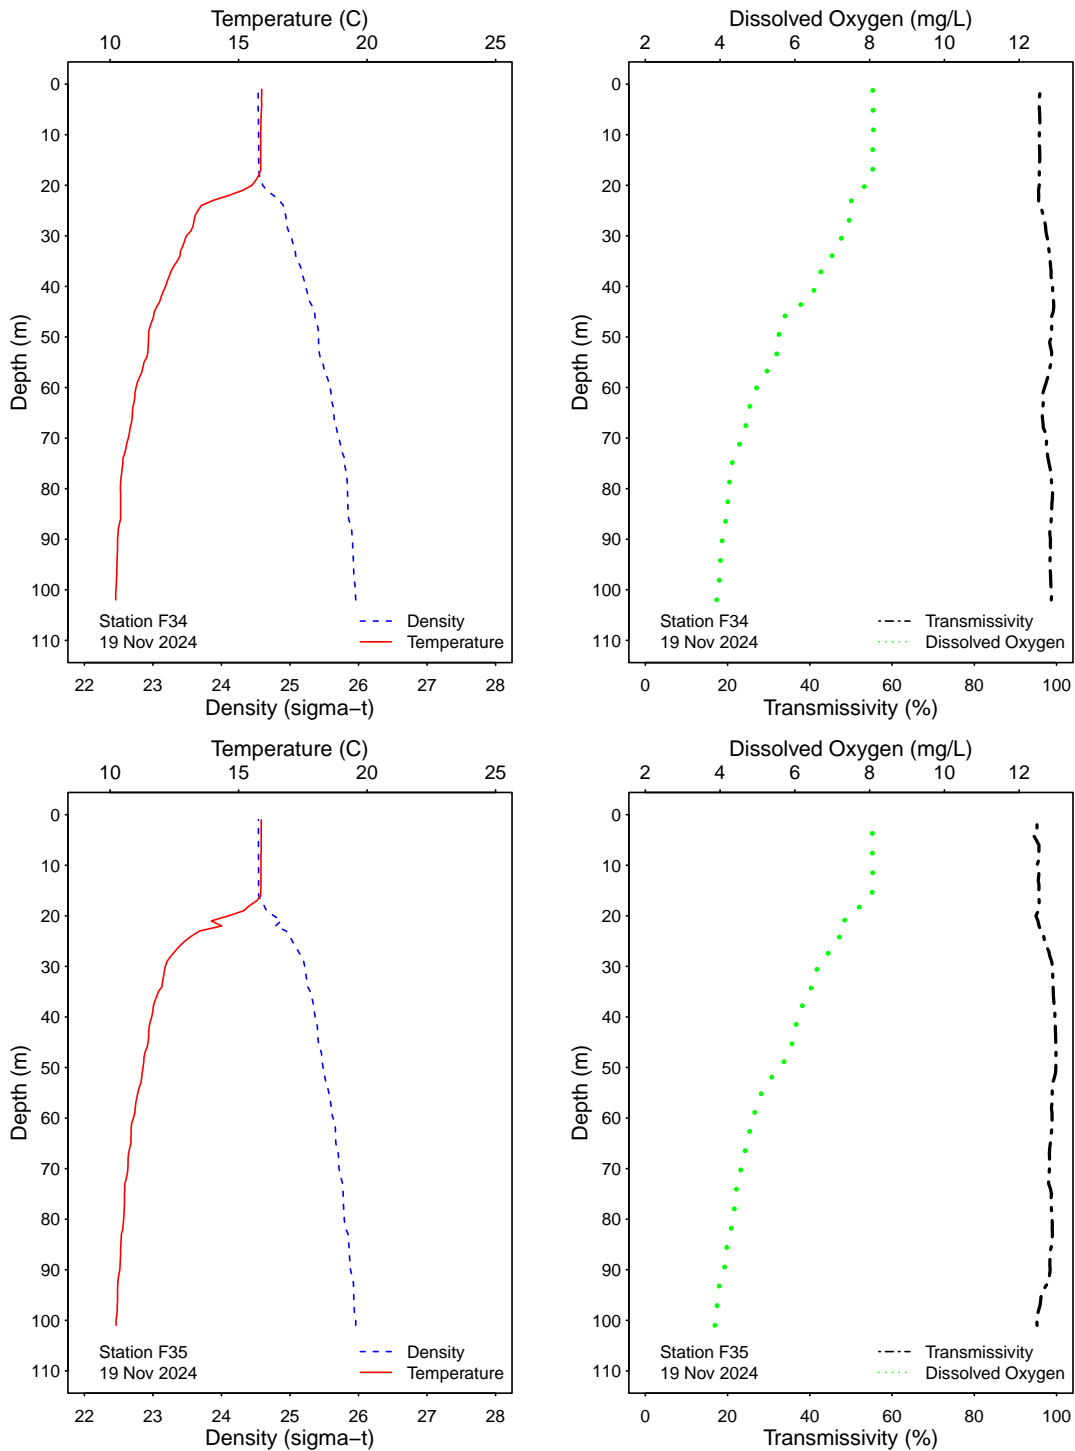 Temperature (C)
10 15 20 25
0
10
20
30
40
50
60
70
80
90
100
110
Depth (m)
Station F34
19 Nov 2024
Density
Temperature
22 23 24 25 26 27 28
Density (sigma−t)
Dissolved Oxygen (mg/L)
2 4 6 8 10 12
0
10
20
30
40
50
60
70
80
90
100
110
Depth (m)
Station F34
19 Nov 2024
Transmissivity
Dissolved Oxygen
0 20 40 60 80 100
Transmissivity (%)
Temperature (C)
10 15 20 25
0
10
20
30
40
50
60
70
80
90
100
110
Depth (m)
Station F35
19 Nov 2024
Density
Temperature
22 23 24 25 26 27 28
Density (sigma−t)
Dissolved Oxygen (mg/L)
2 4 6 8 10 12
0
10
20
30
40
50
60
70
80
90
100
110
Depth (m)
Station F35
19 Nov 2024
Transmissivity
Dissolved Oxygen
0 20 40 60 80 100
Transmissivity (%)